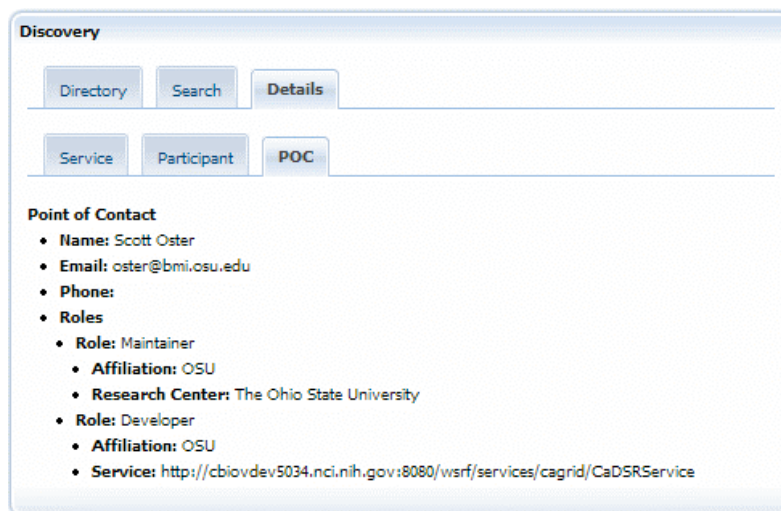 Discovery
Directory Search Details
Service Participant POC
Point of Contact
• Name: Scott Oster
• Email: oster@bmi.osu.edu
• Phone:
• Roles
• Role: Maintainer
• Affiliation: OSU
• Research Center: The Ohio State University
• Role: Developer
• Affiliation: OSU
• Service: http://cbiovdev5034.nci.nih.gov:8080/wsrf/services/cagrid/CaDSRService